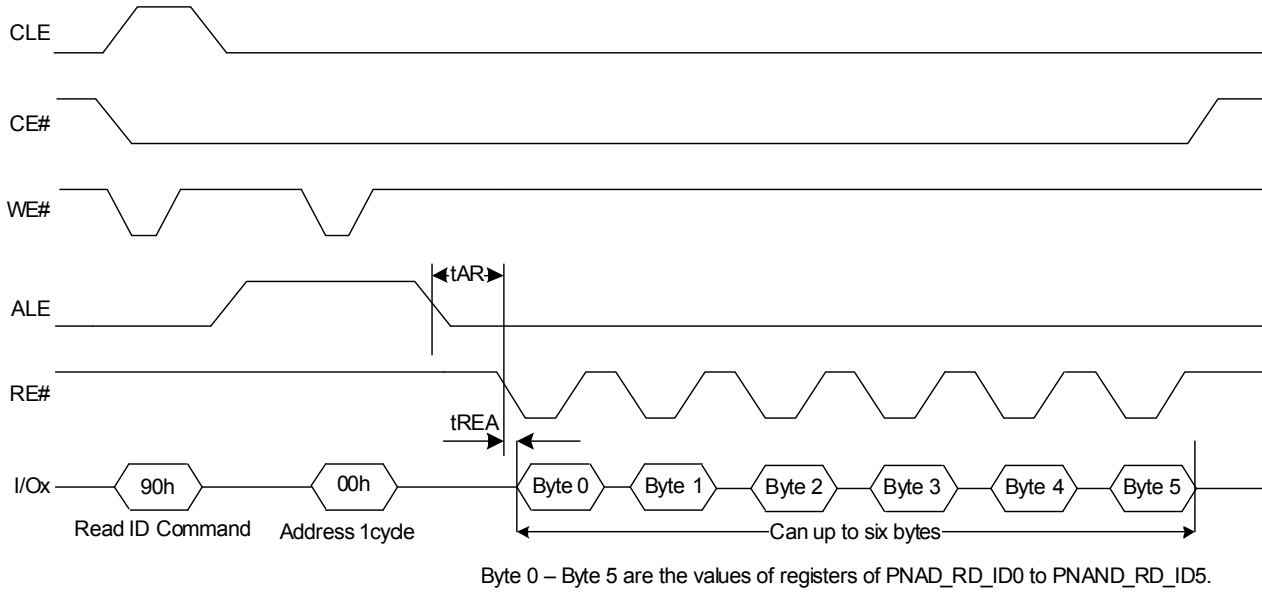 CLE
CE#
WE#
tAR
ALE
RE#
tREA
I/Ox 90h 00h Byte 0 Byte 1 Byte 2 Byte 3 Byte 4 Byte 5
Read ID Command Address 1cycle Can up to six bytes
Byte 0 – Byte 5 are the values of registers of PNAD_RD_ID0 to PNAND_RD_ID5.